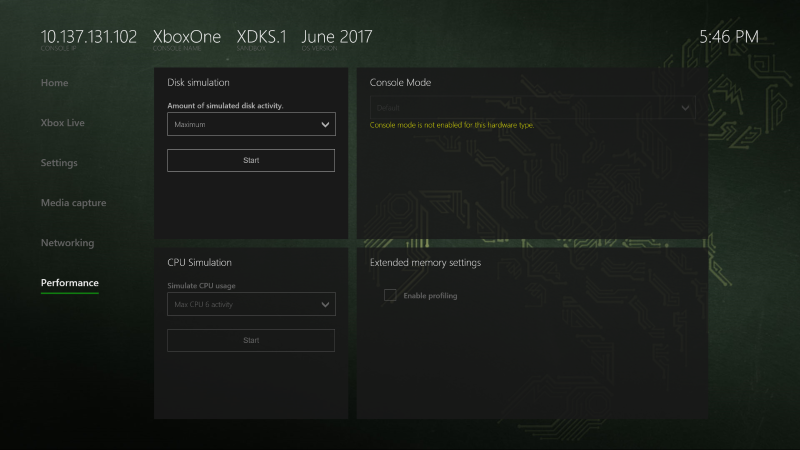 10.137.131.102 XboxOne XDKS.1 June 2017 5:46 PM
CONSOLE IP CONSOLE NAME SANDBOX OS VERSION
Home
Xbox Live
Settings
Media capture
Networking
Performance
Disk simulation
Amount of simulated disk activity.
Maximum
Start
Console Mode
Default
Console mode is not enabled for this hardware type.
CPU Simulation
Simulate CPU usage
Max CPU 6 activity
Start
Extended memory settings
Enable profiling